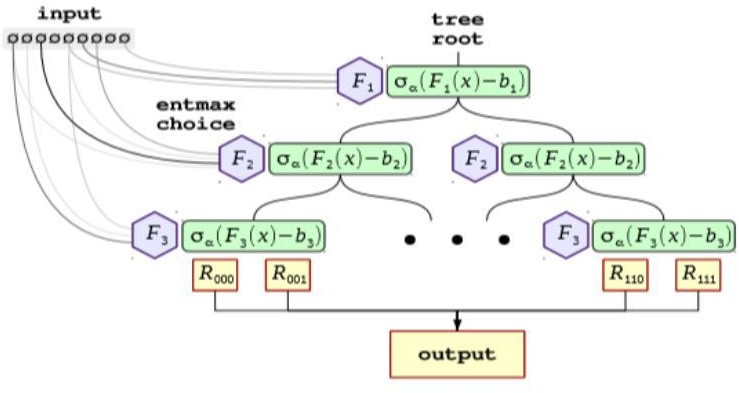 input
tree
root
F₁ σα(F₁(x)−b₁)
entmax
choice
F₂ σα(F₂(x)−b₂) F₂ σα(F₂(x)−b₂)
F₃ σα(F₃(x)−b₃) F₃ σα(F₃(x)−b₃)
R₀₀₀ R₀₀₁ R₁₁₀ R₁₁₁
output